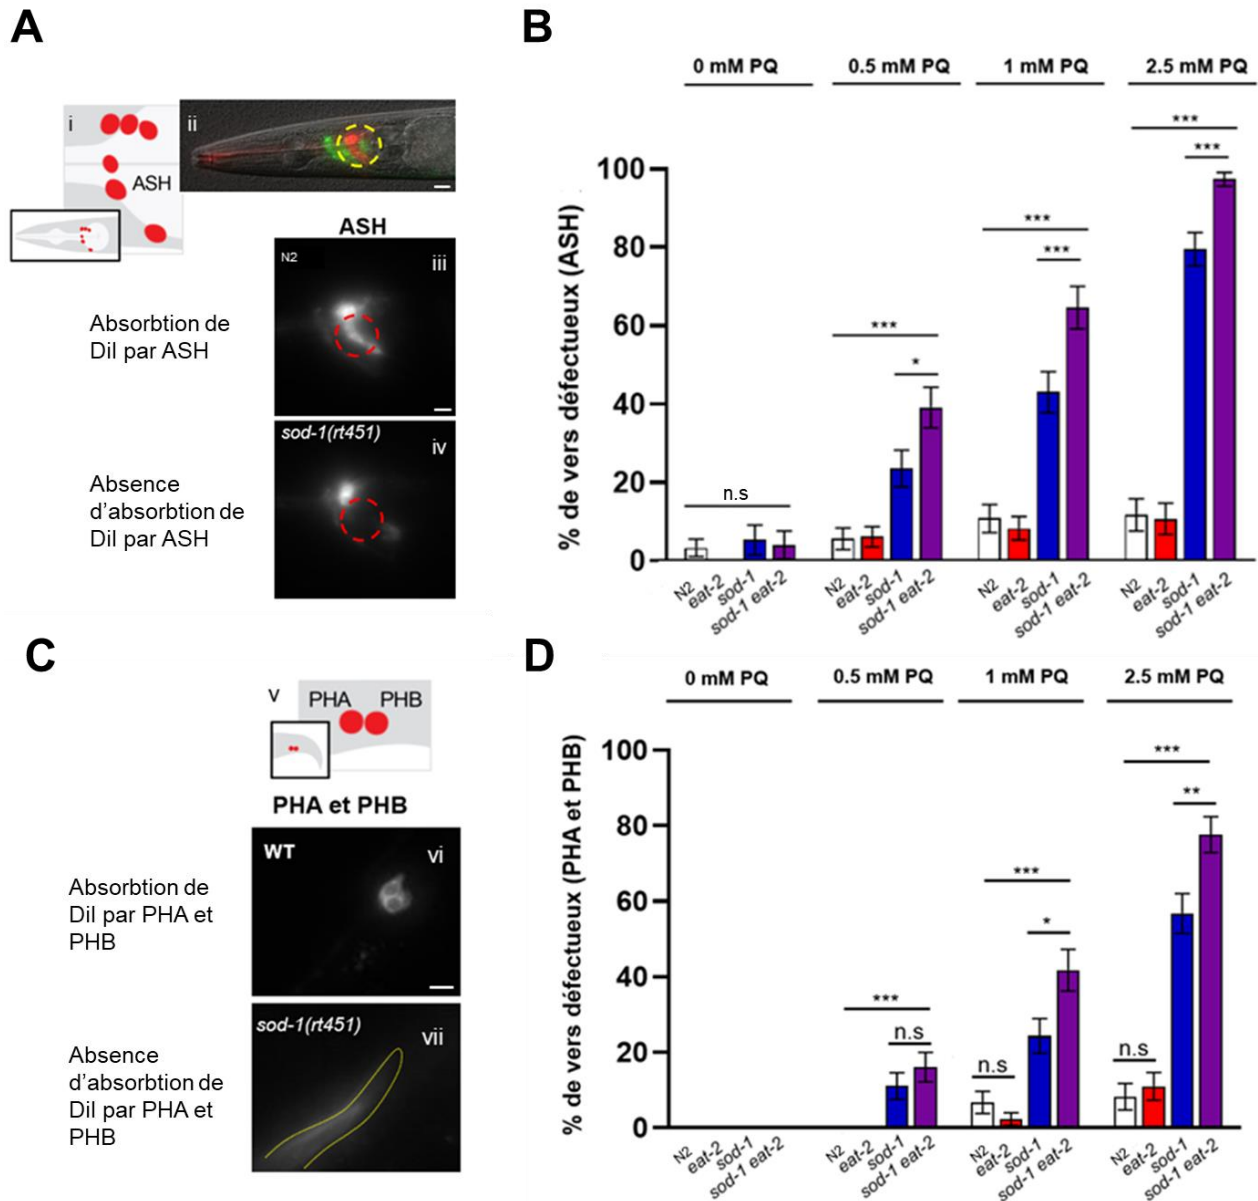 A
i
ii
ASH
ASH
N2
iii
Absorbtion de
DiI par ASH
sod-1(rt451)
iv
Absence
d’absorbtion de
DiI par ASH
B
0 mM PQ
0.5 mM PQ
1 mM PQ
2.5 mM PQ
% de vers défectueux (ASH)
100
80
60
40
20
0
n.s
***
*
***
***
***
***
N2
eat-2
sod-1
sod-1 eat-2
N2
eat-2
sod-1
sod-1 eat-2
N2
eat-2
sod-1
sod-1 eat-2
N2
eat-2
sod-1
sod-1 eat-2
C
v
PHA PHB
PHA et PHB
WT
vi
Absorbtion de
DiI par PHA et
PHB
sod-1(rt451)
vii
Absence
d’absorbtion de
DiI par PHA et
PHB
D
0 mM PQ
0.5 mM PQ
1 mM PQ
2.5 mM PQ
% de vers défectueux (PHA et PHB)
100
80
60
40
20
0
***
n.s
***
*
n.s
***
**
n.s
N2
eat-2
sod-1
sod-1 eat-2
N2
eat-2
sod-1
sod-1 eat-2
N2
eat-2
sod-1
sod-1 eat-2
N2
eat-2
sod-1
sod-1 eat-2